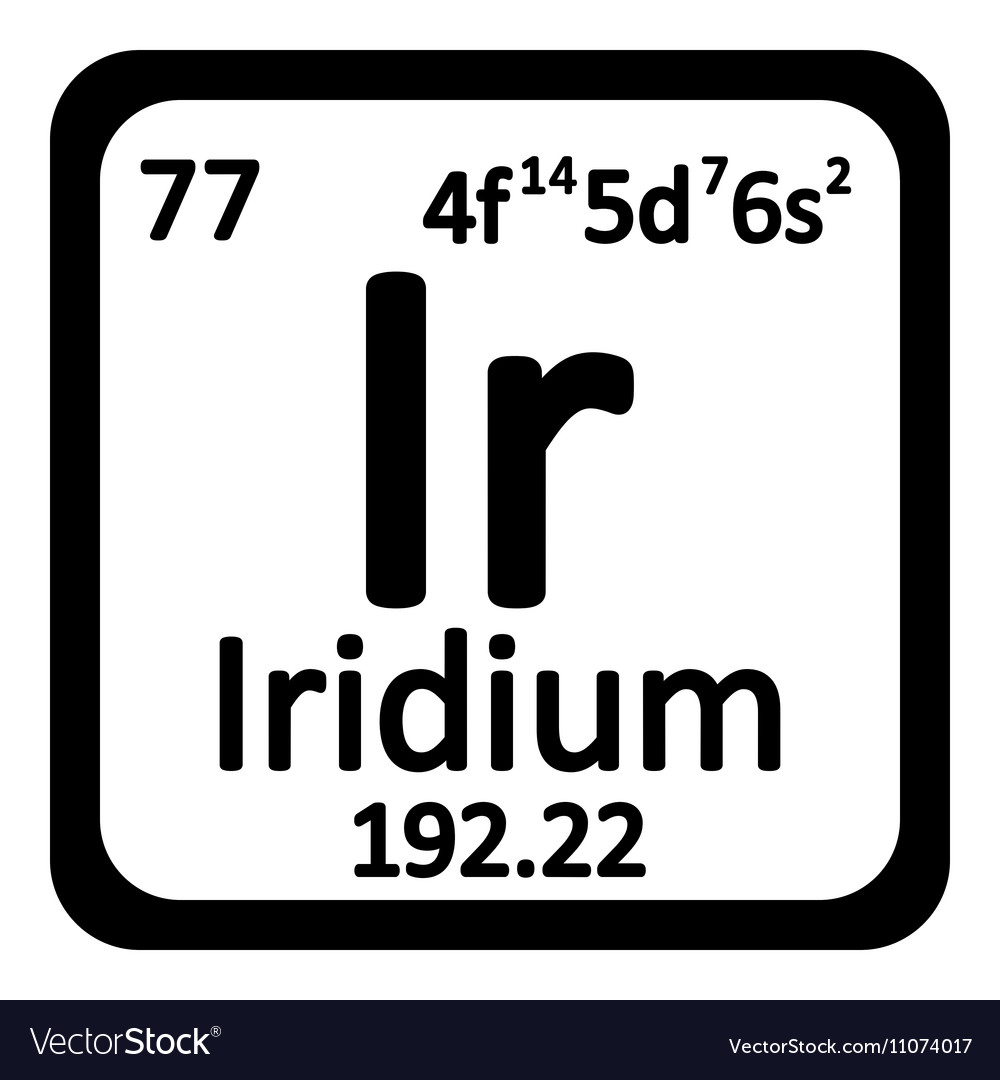 77 4f¹⁴5d⁷6s²
Ir
Iridium
192.22
VectorStock® VectorStock.com/11074017